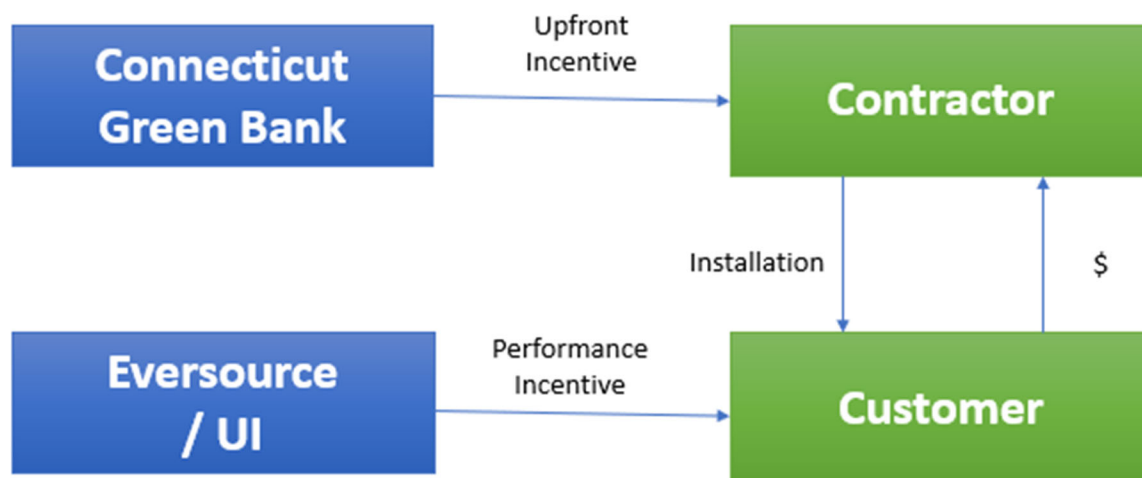 Connecticut
Green Bank
Upfront
Incentive
Contractor
Installation
$
Eversource
/ UI
Performance
Incentive
Customer